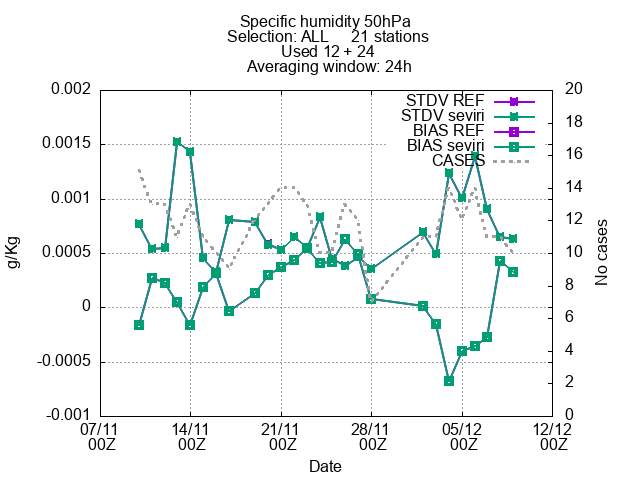 Specific humidity 50hPa
Selection: ALL 21 stations
Used 12 + 24
Averaging window: 24h
STDV REF
STDV seviri
BIAS REF
BIAS seviri
CASES
0.002
0.0015
0.001
0.0005
0
-0.0005
-0.001
g/Kg
20
18
16
14
12
10
8
6
4
2
0
No cases
07/11 14/11 21/11 28/11 05/12 12/12
00Z 00Z 00Z 00Z 00Z 00Z
Date